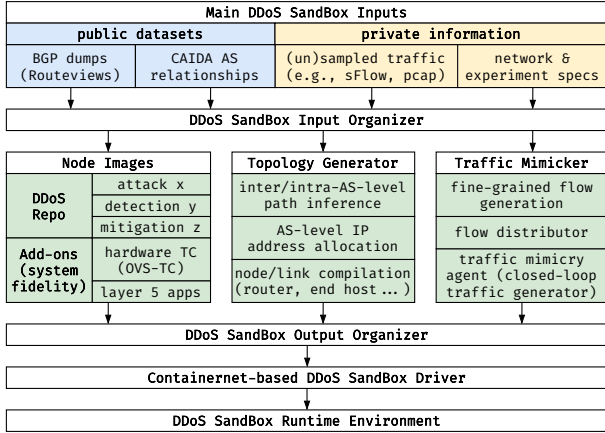 Main DDoS SandBox Inputs
public datasets
private information
BGP dumps
(Routeviews)
CAIDA AS
relationships
(un)sampled traffic
(e.g., sFlow, pcap)
network &
experiment specs
DDoS SandBox Input Organizer
Node Images
DDoS
Repo
attack x
detection y
mitigation z
Add-ons
(system
fidelity)
hardware TC
(OVS-TC)
layer 5 apps
Topology Generator
inter/intra-AS-level
path inference
AS-level IP
address allocation
node/link compilation
(router, end host...)
Traffic Mimicker
fine-grained flow
generation
flow distributor
traffic mimicry
agent (closed-loop
traffic generator)
DDoS SandBox Output Organizer
Containernet-based DDoS SandBox Driver
DDoS SandBox Runtime Environment